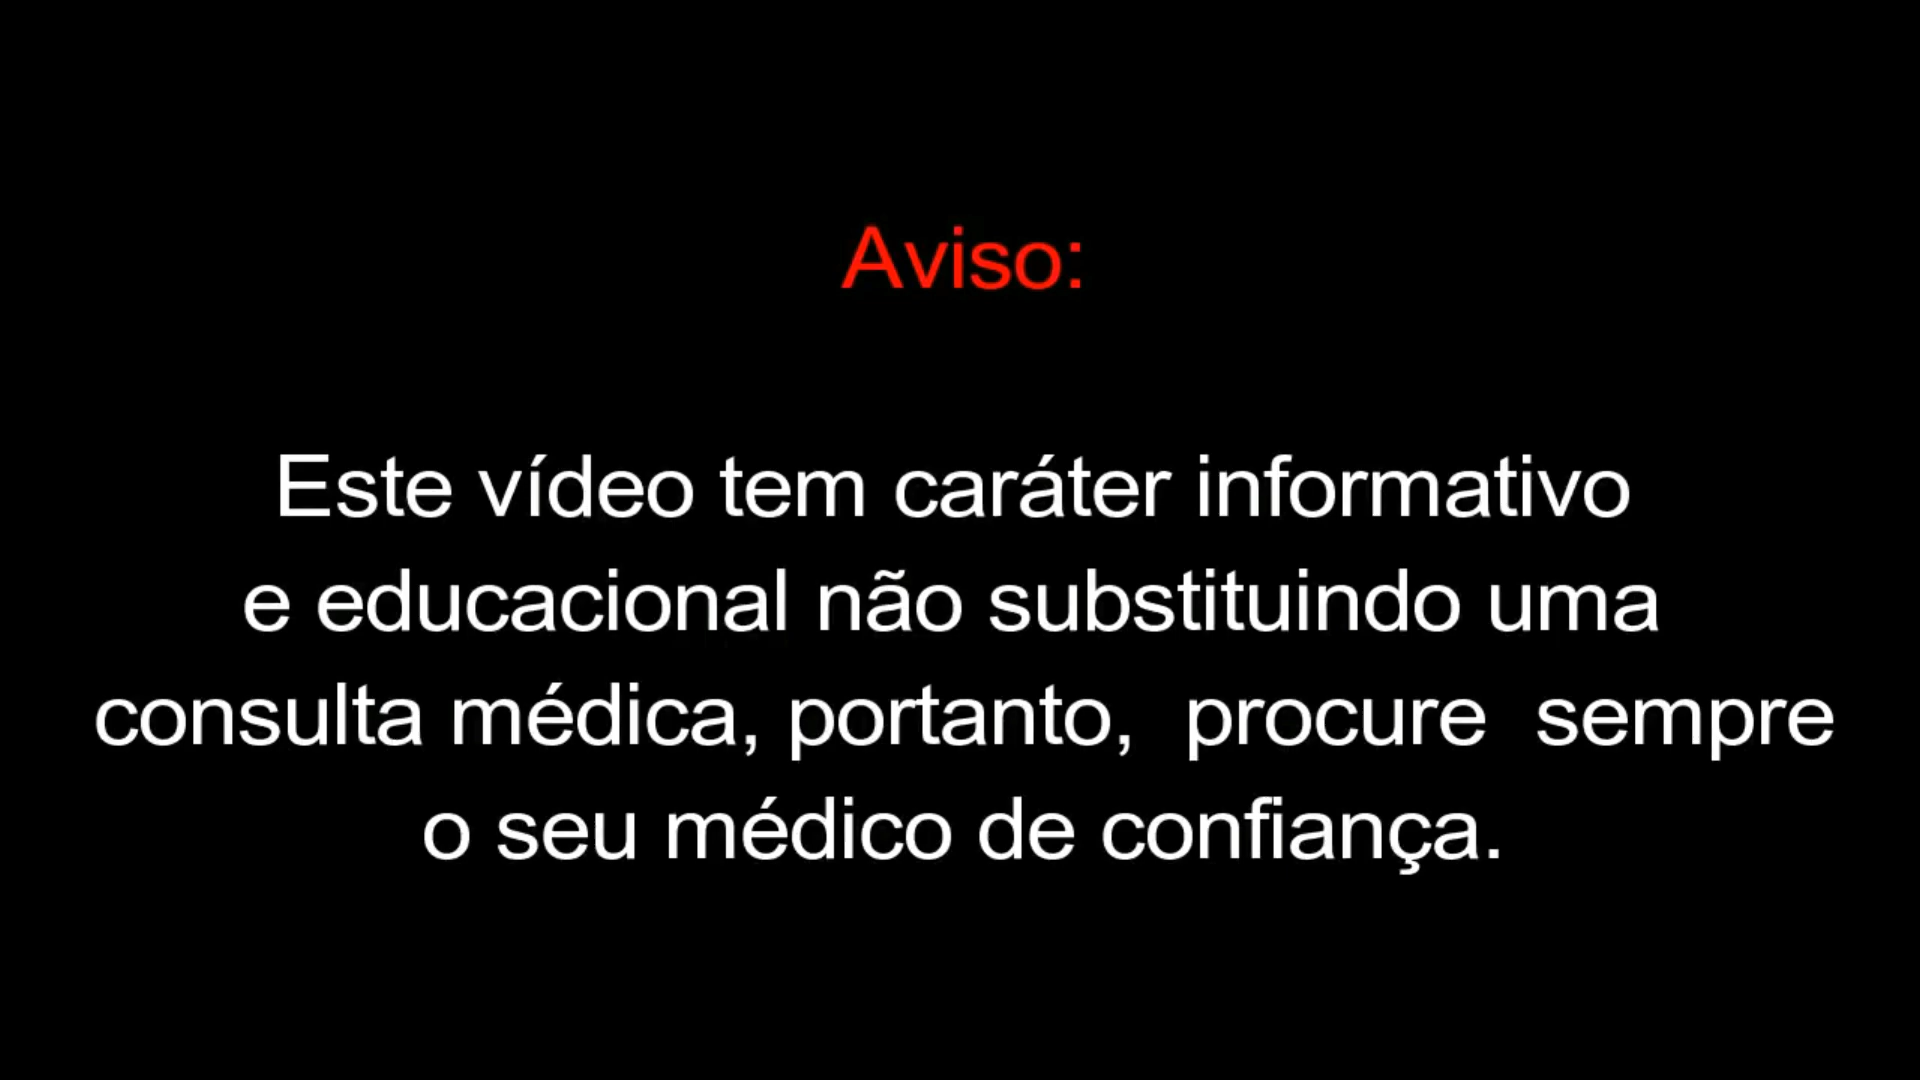 Aviso:
Este vídeo tem caráter informativo
e educacional não substituindo uma
consulta médica, portanto,  procure  sempre
o seu médico de confiança.